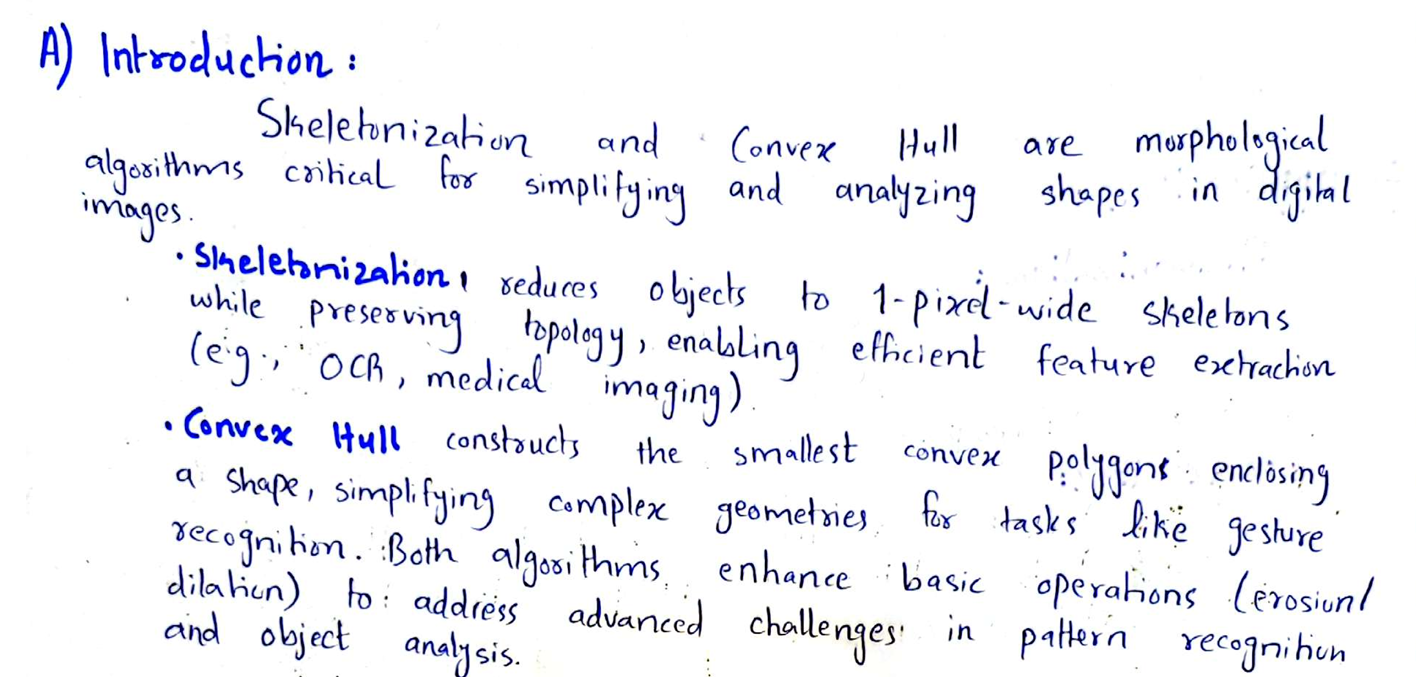 A) Introduction :
Skeletonization and Convex Hull are morphological
algorithms critical for simplifying and analyzing shapes in digital
images.
• Skeletonization reduces objects to 1-pixel-wide skeletons
while preserving topology, enabling efficient feature extraction
(e.g., OCR, medical imaging).
• Convex Hull constructs the smallest convex polygons enclosing
a shape, simplifying complex geometries for tasks like gesture
recognition. Both algorithms enhance basic operations (erosion/
dilation) to address advanced challenges in pattern recognition
and object analysis.